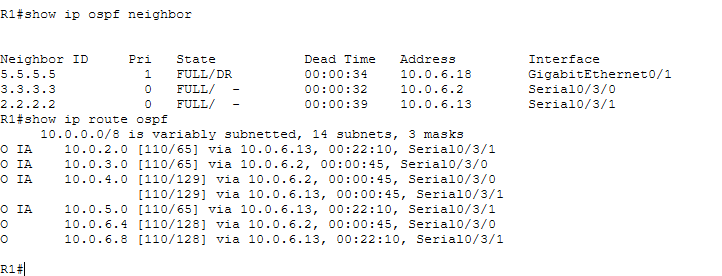 R1#show ip ospf neighbor
Neighbor ID     Pri   State           Dead Time   Address         Interface
5.5.5.5           1   FULL/DR         00:00:34    10.0.6.18       GigabitEthernet0/1
3.3.3.3           0   FULL/  -        00:00:32    10.0.6.2        Serial0/3/0
2.2.2.2           0   FULL/  -        00:00:39    10.0.6.13       Serial0/3/1
R1#show ip route ospf
     10.0.0.0/8 is variably subnetted, 14 subnets, 3 masks
O IA    10.0.2.0 [110/65] via 10.0.6.13, 00:22:10, Serial0/3/1
O IA    10.0.3.0 [110/65] via 10.0.6.2, 00:00:45, Serial0/3/0
O IA    10.0.4.0 [110/129] via 10.0.6.2, 00:00:45, Serial0/3/0
                 [110/129] via 10.0.6.13, 00:00:45, Serial0/3/1
O IA    10.0.5.0 [110/65] via 10.0.6.13, 00:22:10, Serial0/3/1
O       10.0.6.4 [110/128] via 10.0.6.2, 00:00:45, Serial0/3/0
O       10.0.6.8 [110/128] via 10.0.6.13, 00:22:10, Serial0/3/1
R1#